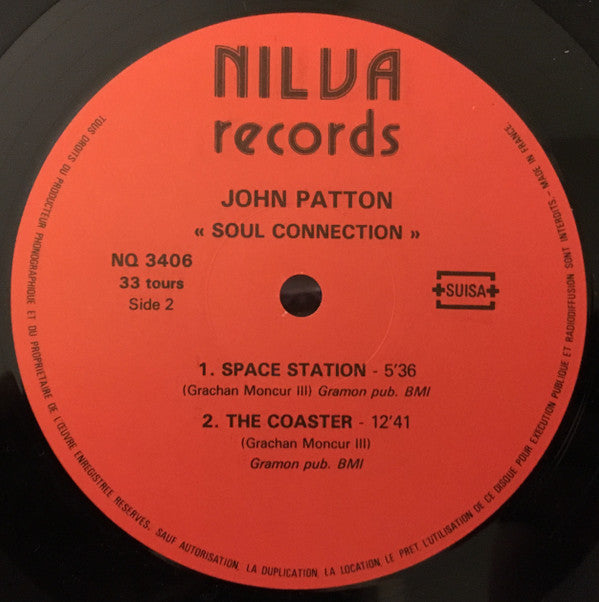 NILVA
records
JOHN PATTON
« SOUL CONNECTION »
NQ 3406
33 tours
Side 2
SUISA
1. SPACE STATION - 5'36
(Grachan Moncur III) Gramon pub. BMI
2. THE COASTER - 12'41
(Grachan Moncur III)
Gramon pub. BMI
TOUS DROITS DU PRODUCTEUR PHONOGRAPHIQUE ET DU PROPRIETAIRE DE L'ŒUVRE ENREGISTREE RESERVES. SAUF AUTORISATION, LA DUPLICATION, LA LOCATION, LE PRET, L'UTILISATION DE CE DISQUE POUR EXECUTION PUBLIQUE ET RADIODIFFUSION SONT INTERDITS - MADE IN FRANCE.